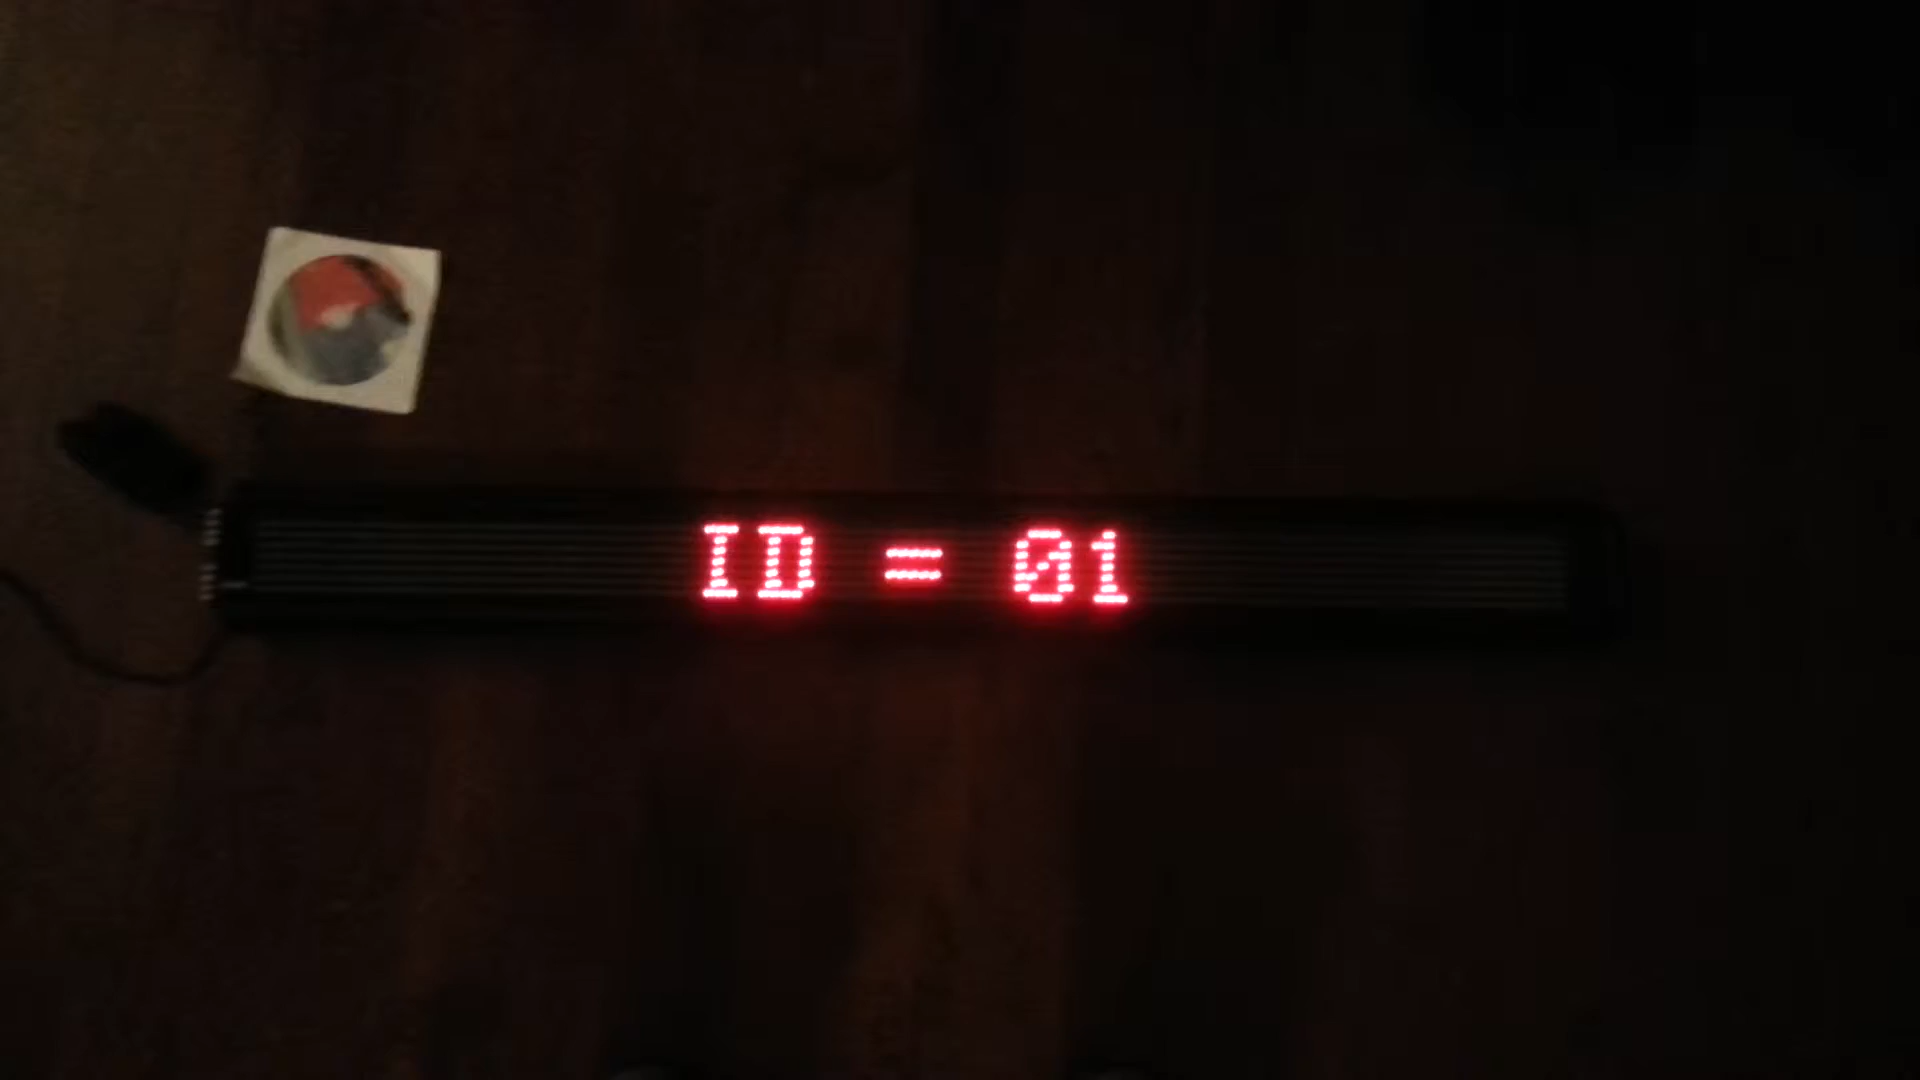 ID = 01